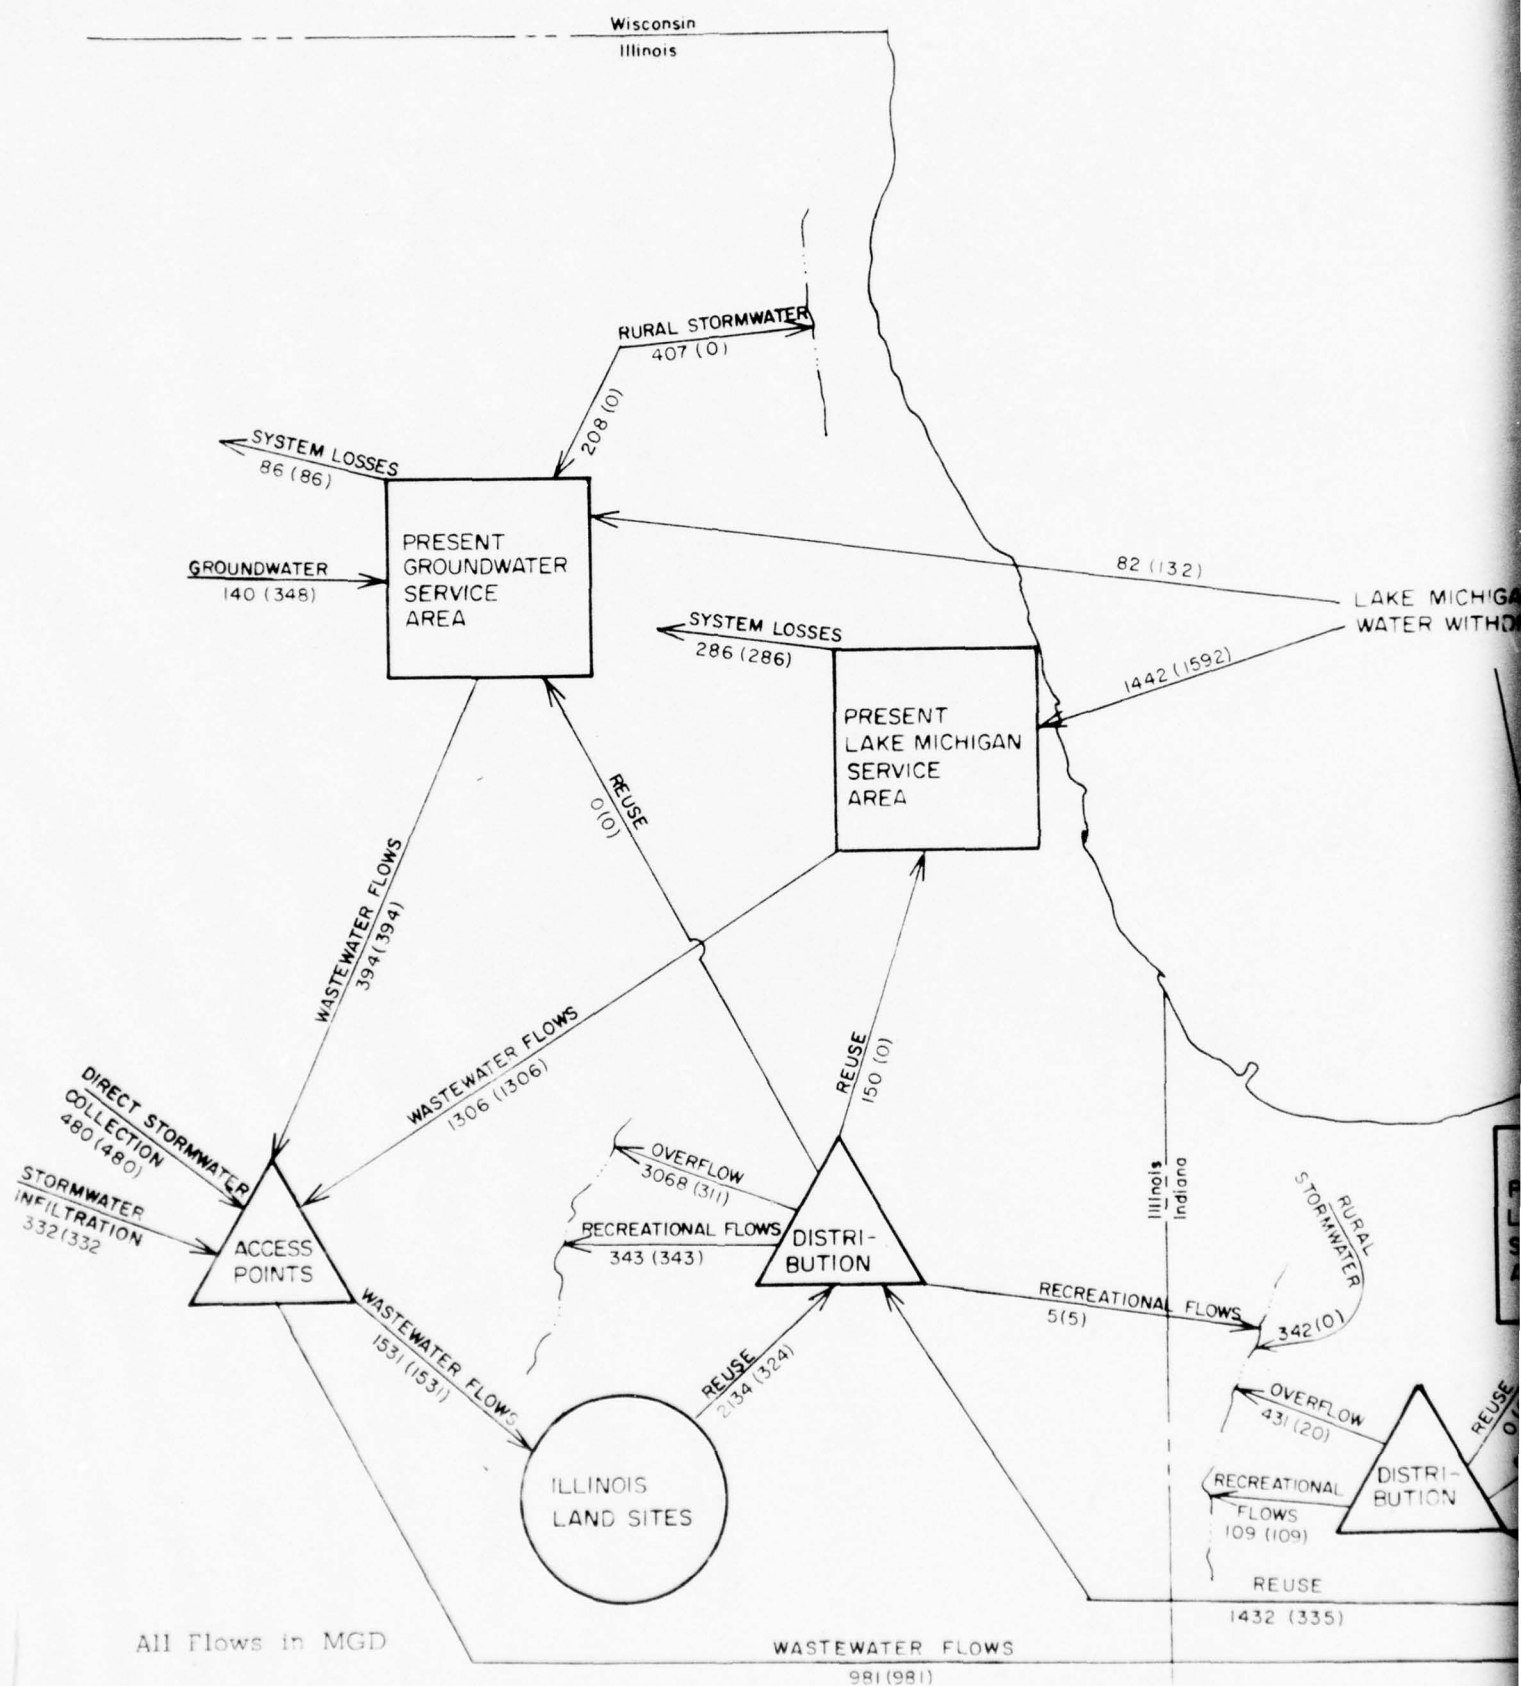 Wisconsin
Illinois
RURAL STORMWATER
407 (0)
208 (0)
SYSTEM LOSSES
86 (86)
PRESENT
GROUNDWATER
SERVICE
AREA
GROUNDWATER
140 (348)
82 (132)
LAKE MICHIGA
WATER WITHD
SYSTEM LOSSES
286 (286)
1442 (1592)
PRESENT
LAKE MICHIGAN
SERVICE
AREA
REUSE
0(0)
WASTEWATER FLOWS
394(394)
WASTEWATER FLOWS
1306 (1306)
REUSE
150 (0)
DIRECT STORMWATER
COLLECTION
480(480)
STORMWATER
INFILTRATION
332(332
ACCESS
POINTS
OVERFLOW
3068 (311)
RECREATIONAL FLOWS
343 (343)
DISTRI-
BUTION
Illinois
Indiana
RURAL
STORMWATER
342(0)
RECREATIONAL FLOWS
5(5)
WASTEWATER FLOWS
1531 (1531)
REUSE
2134 (324)
OVERFLOW
431 (20)
REUSE
RECREATIONAL
FLOWS
109 (109)
DISTRI-
BUTION
ILLINOIS
LAND SITES
REUSE
1432 (335)
All Flows in MGD
WASTEWATER FLOWS
981(981)